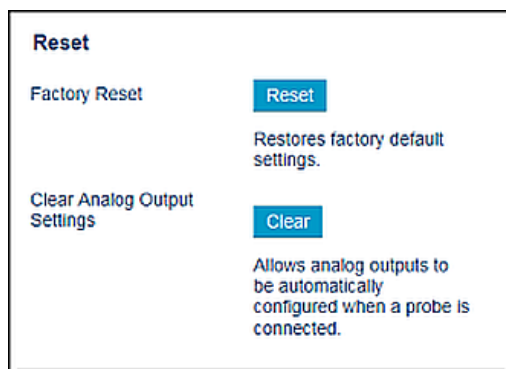 Reset
Factory Reset
Reset
Restores factory default
settings.
Clear Analog Output
Settings
Clear
Allows analog outputs to
be automatically
configured when a probe is
connected.